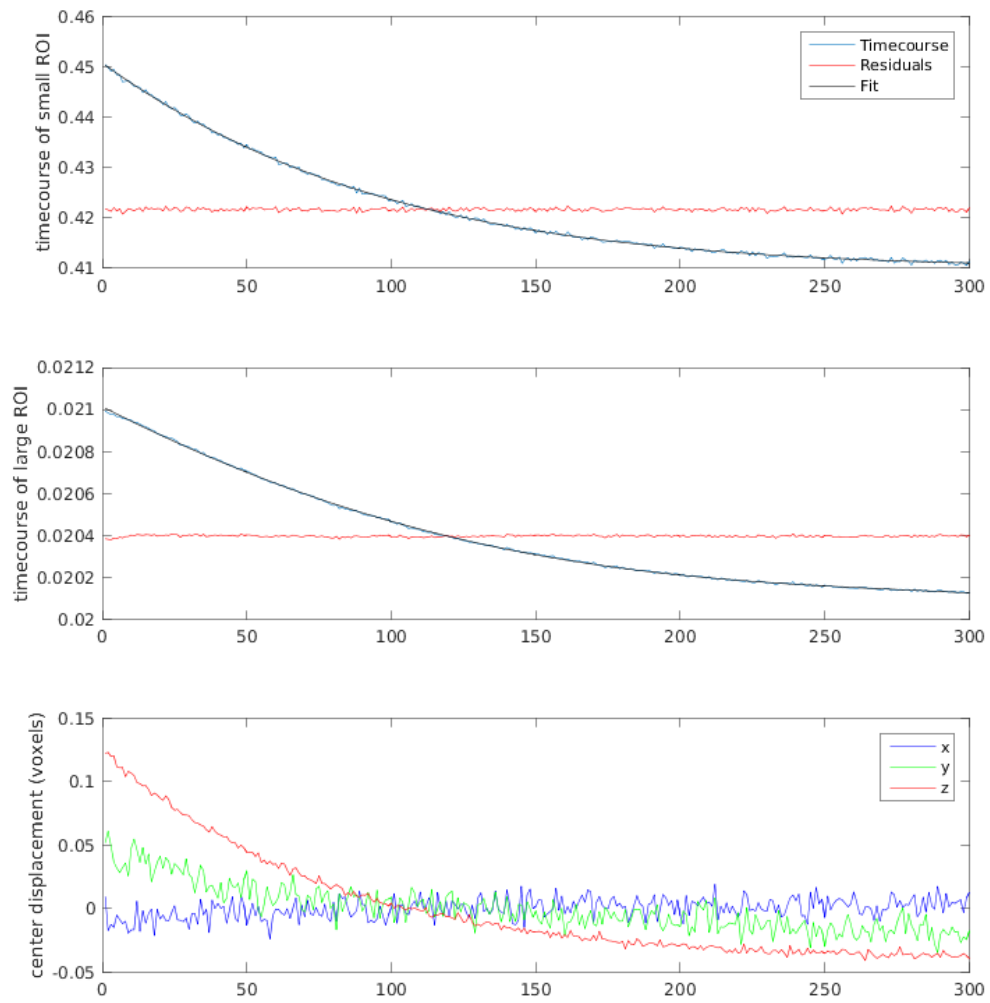 0.46
0.45
0.44
0.43
0.42
0.41
timecourse of small ROI
Timecourse
Residuals
Fit
0 50 100 150 200 250 300
0.0212
0.021
0.0208
0.0206
0.0204
0.0202
0.02
timecourse of large ROI
0 50 100 150 200 250 300
0.15
0.1
0.05
0
-0.05
center displacement (voxels)
x
y
z
0 50 100 150 200 250 300